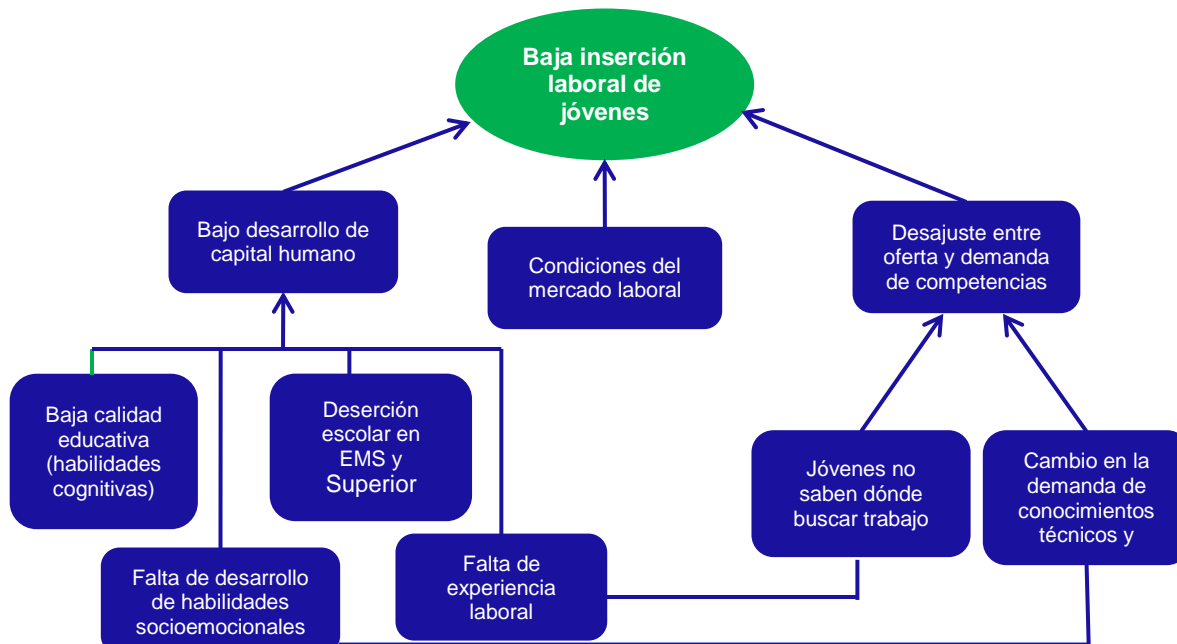 Baja inserción
laboral de
jóvenes
Bajo desarrollo de
capital humano
Condiciones del
mercado laboral
Desajuste entre
oferta y demanda
de competencias
Baja calidad
educativa
(habilidades
cognitivas)
Deserción
escolar en
EMS y
Superior
Jóvenes no
saben dónde
buscar trabajo
Cambio en la
demanda de
conocimientos
técnicos y
Falta de desarrollo
de habilidades
socioemocionales
Falta de
experiencia
laboral